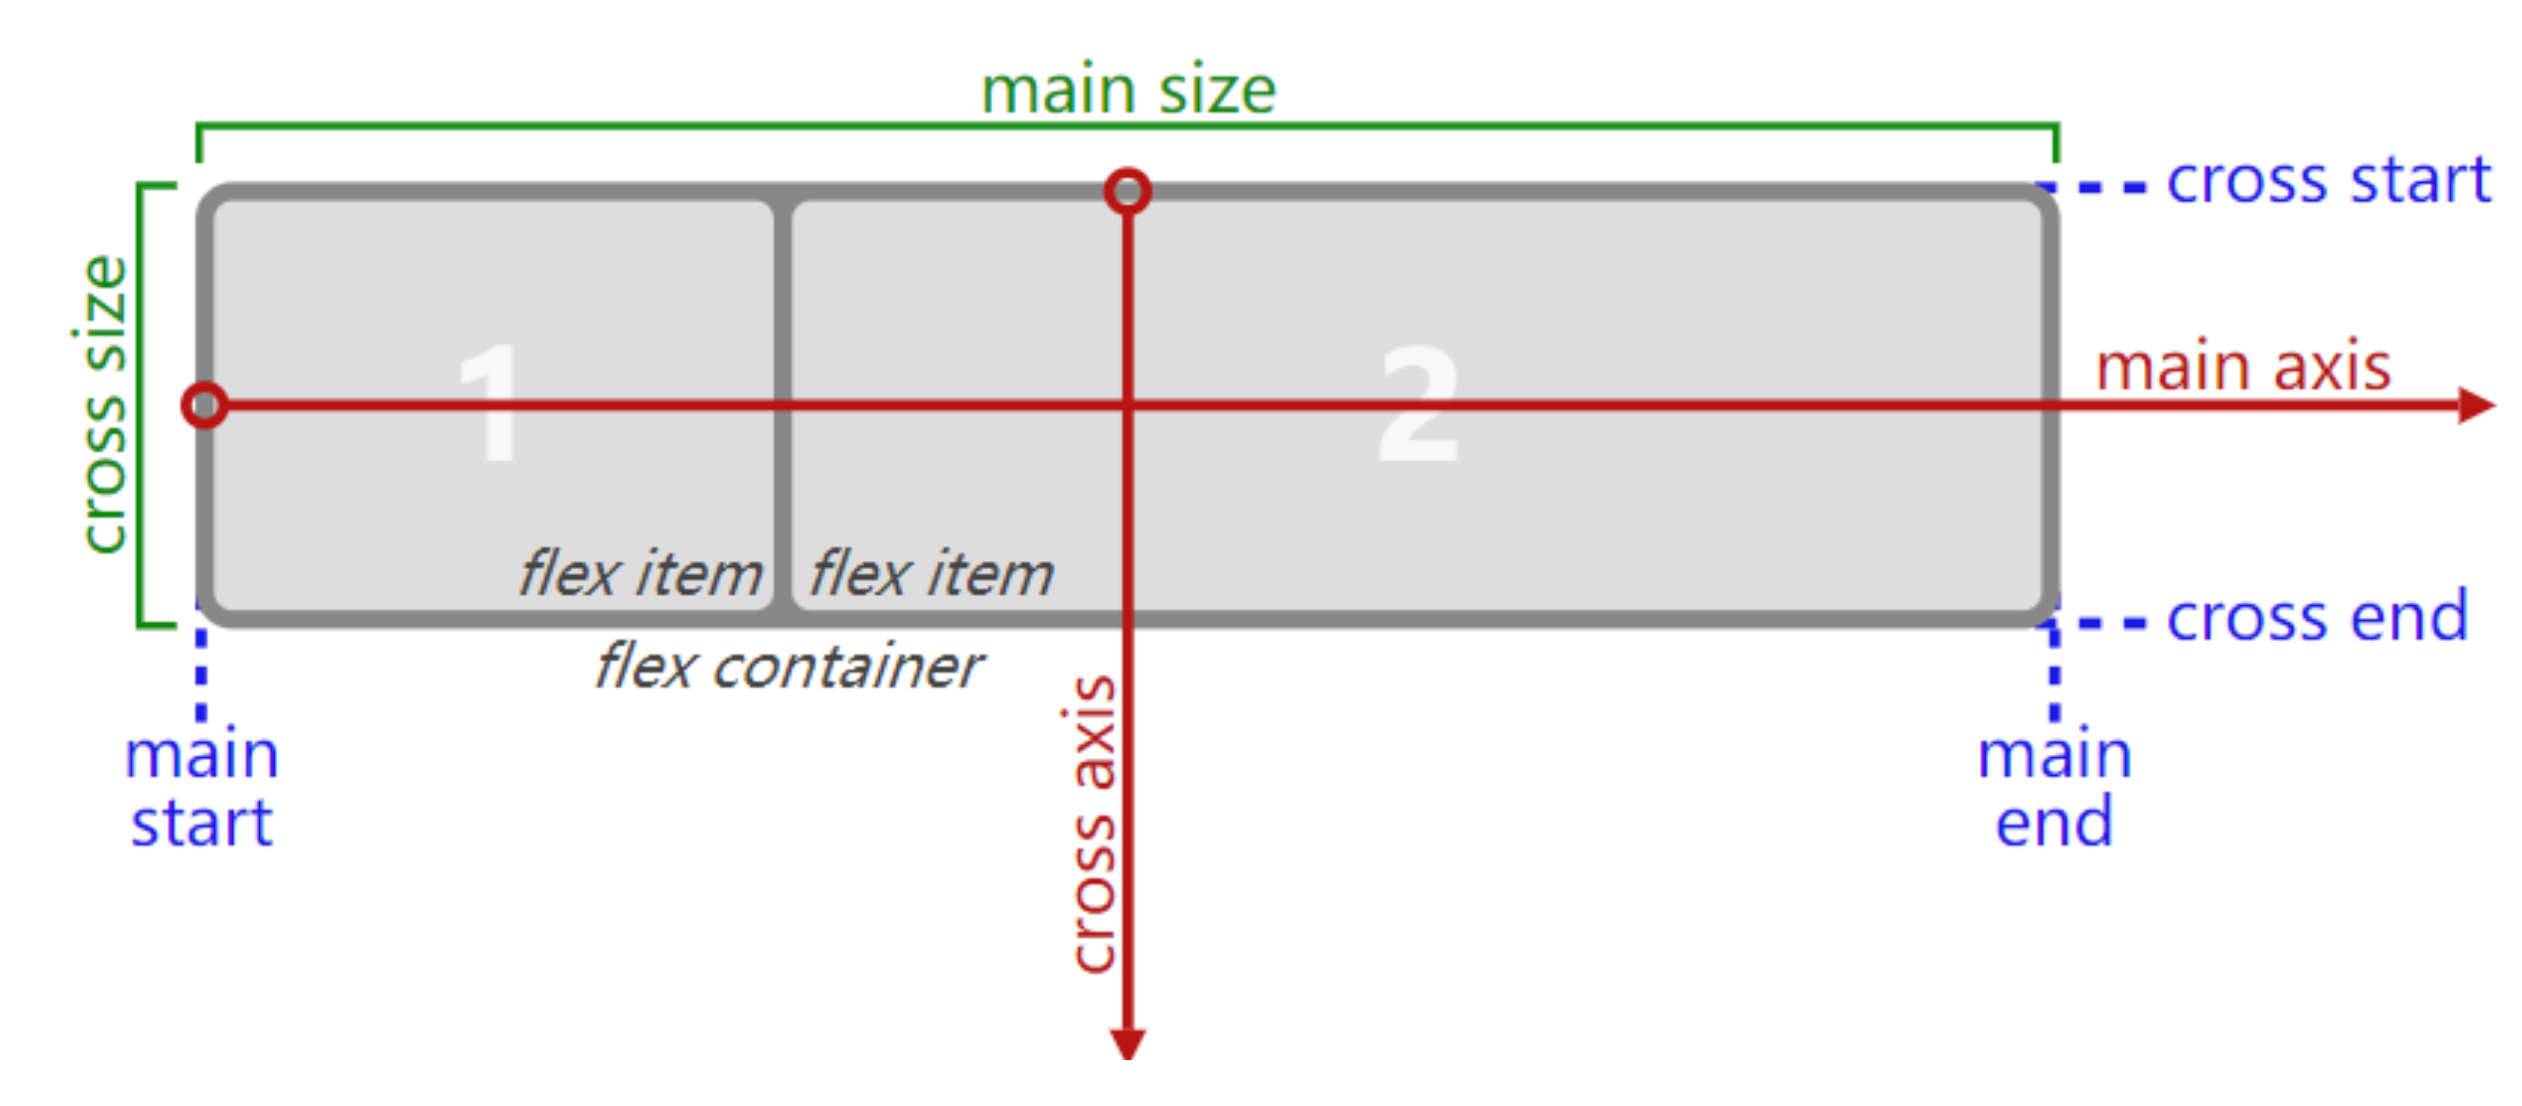 main size
cross start
cross size
1
2
main axis
flex item
flex item
cross end
flex container
cross axis
main
start
main
end